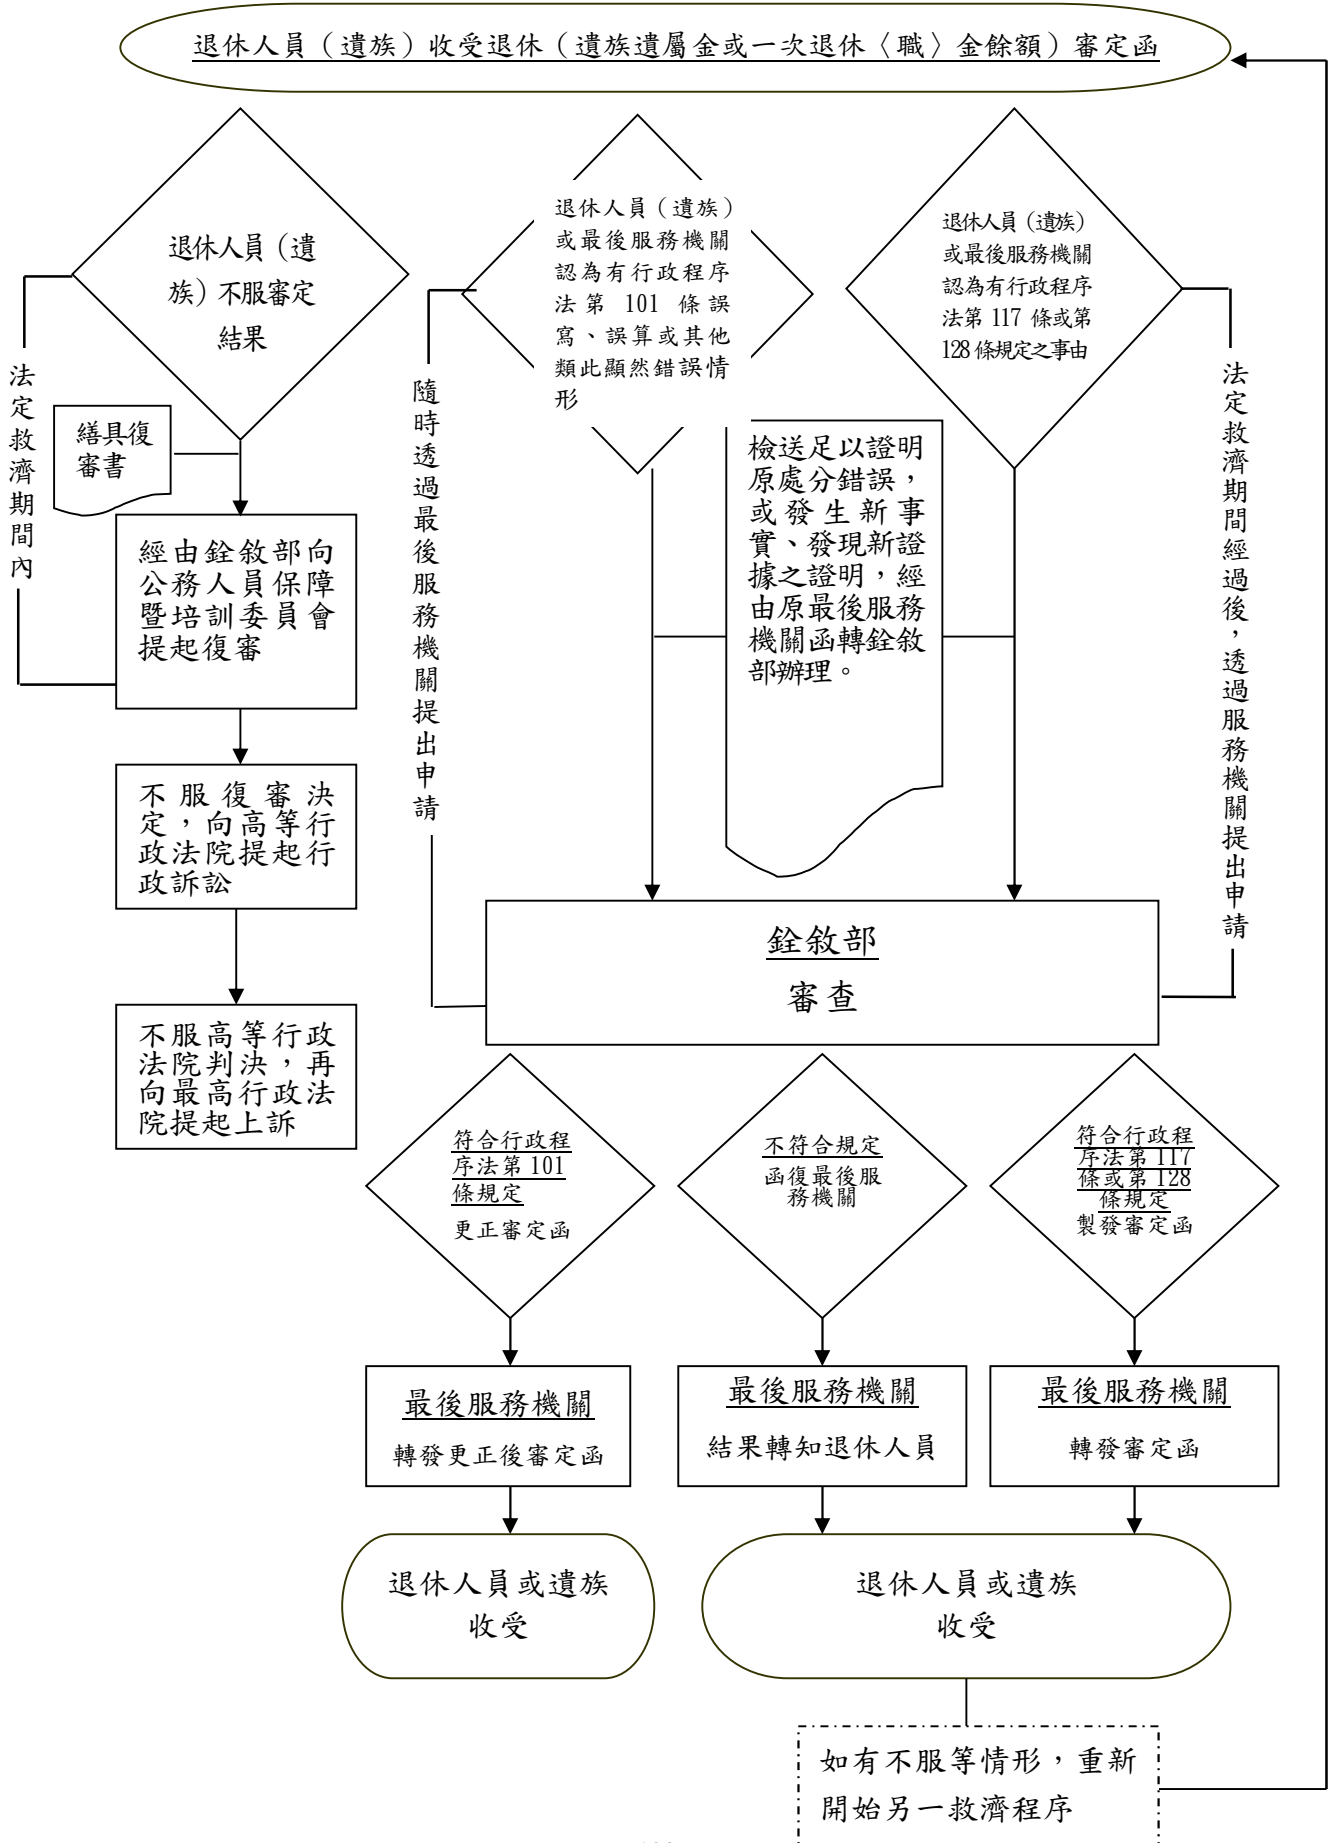 退休人員（遺族）收受退休（遺族遺屬金或一次退休〈職〉金餘額）審定函
退休人員（遺
族）不服審定
結果
法定救濟期間內
繕具復
審書
經由銓敘部向
公務人員保障
暨培訓委員會
提起復審
不服復審決
定，向高等行
政法院提起行
政訴訟
不服高等行政
法院判決，再
向最高行政法
院提起上訴
退休人員（遺族）
或最後服務機關
認為有行政程序
法第 101 條誤
寫、誤算或其他
類此顯然錯誤情
形
隨時透過最後服務機關提出申請
退休人員（遺族）
或最後服務機關
認為有行政程序
法第 117 條或第
128 條規定之事由
法定救濟期間經過後，透過服務機關提出申請
檢送足以證明
原處分錯誤，
或發生新事
實、發現新證
據之證明，經
由原最後服務
機關函轉銓敘
部辦理。
銓敘部
審查
符合行政程
序法第 101
條規定
更正審定函
不符合規定
函復最後服
務機關
符合行政程
序法第 117
條或第 128
條規定
製發審定函
最後服務機關
轉發更正後審定函
最後服務機關
結果轉知退休人員
最後服務機關
轉發審定函
退休人員或遺族
收受
退休人員或遺族
收受
如有不服等情形，重新
開始另一救濟程序